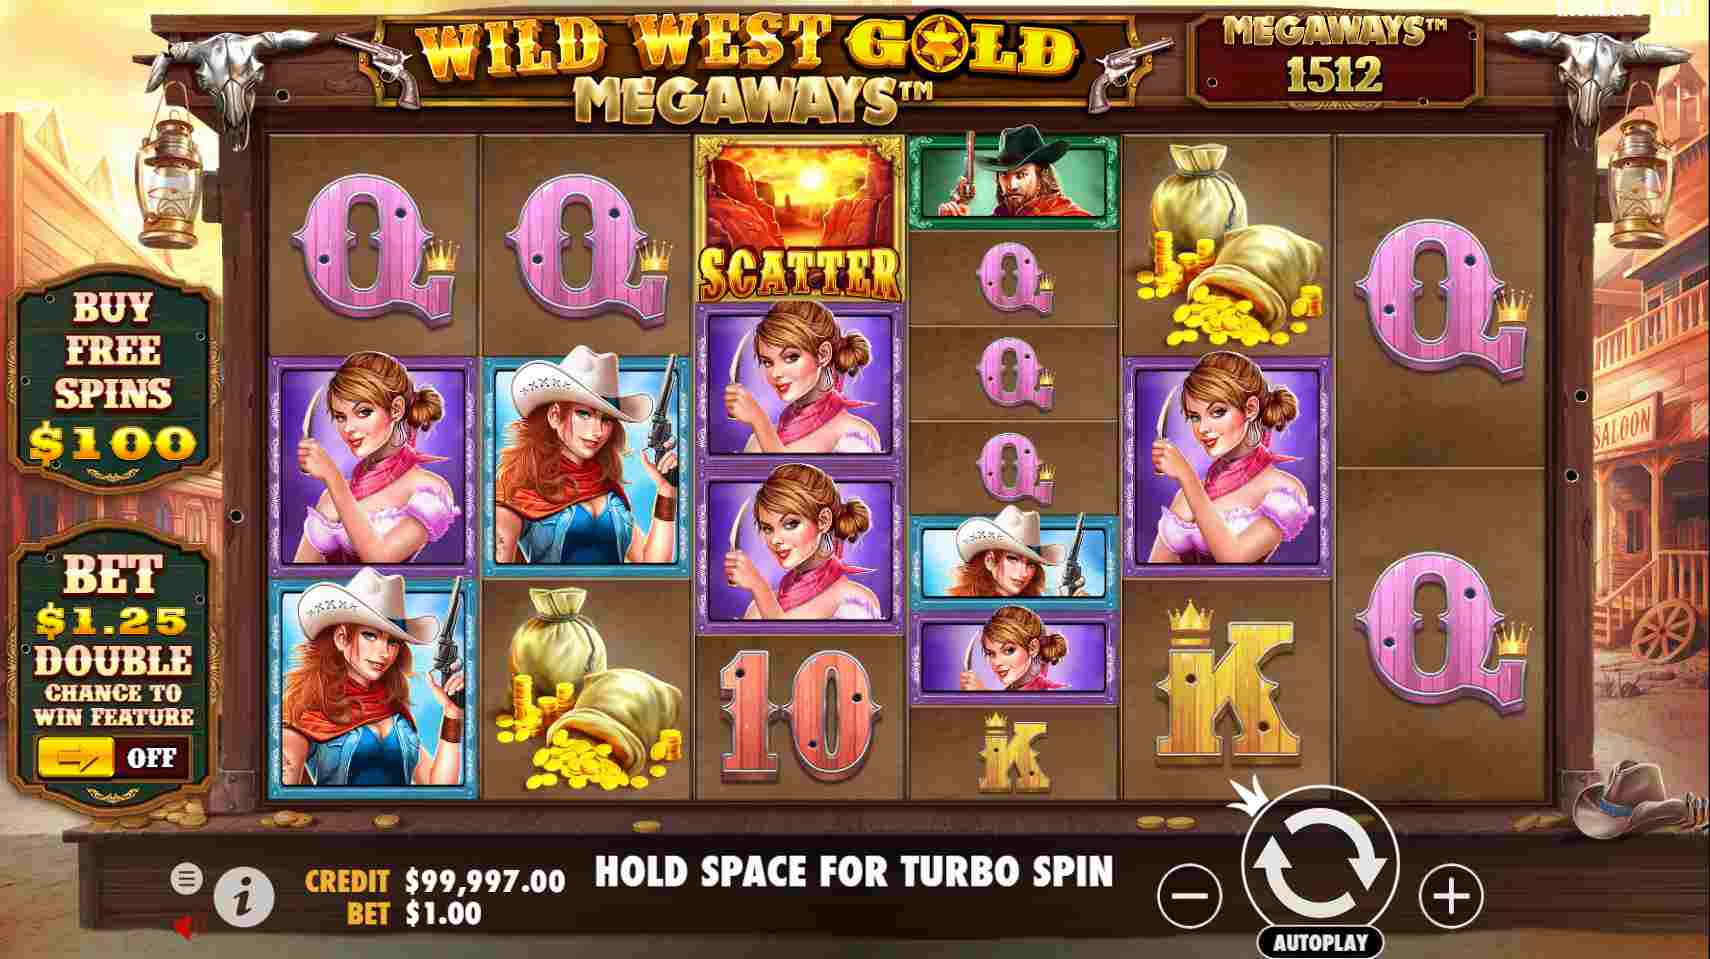 WILD WEST GOLD
MEGAWAYS™
MEGAWAYS™
1512
SCATTER
Q
Q
Q
Q
Q
Q
Q
10
K
K
BUY
FREE
SPINS
$100
BET
$1.25
DOUBLE
CHANCE TO
WIN FEATURE
OFF
SALOON
i
CREDIT $99,997.00
BET $1.00
HOLD SPACE FOR TURBO SPIN
AUTOPLAY